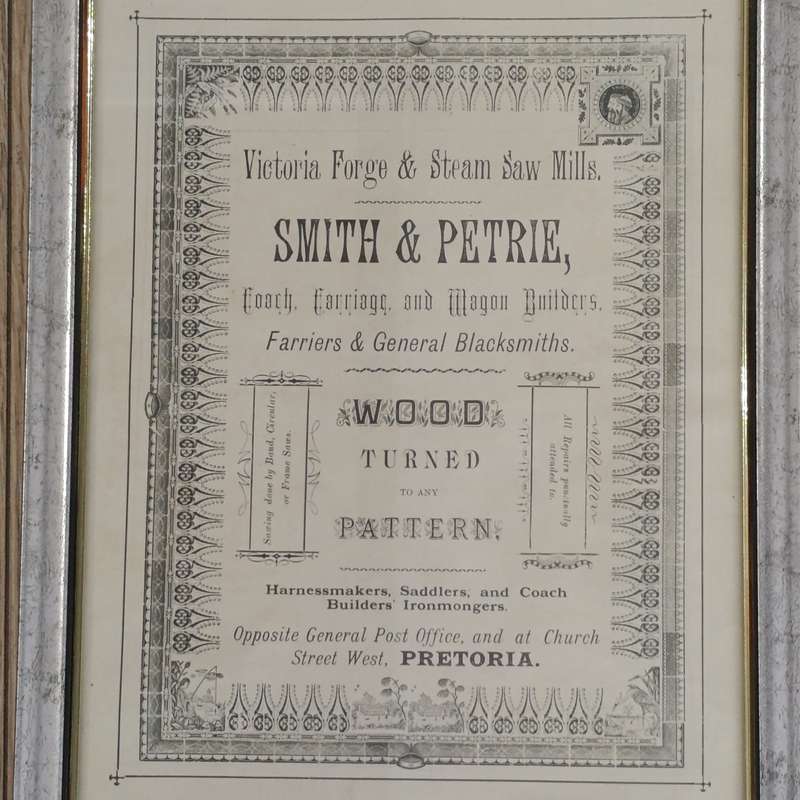 Victoria Forge & Steam Saw Mills.
SMITH & PETRIE,
Coach, Carriage, and Wagon Builders,
Farriers & General Blacksmiths.
Sawing done by Band, Circular,
or Frame Saws.
WOOD
TURNED
TO ANY
PATTERN.
All Repairs punctually
attended to.
Harnessmakers, Saddlers, and Coach
Builders' Ironmongers.
Opposite General Post Office, and at Church
Street West, PRETORIA.